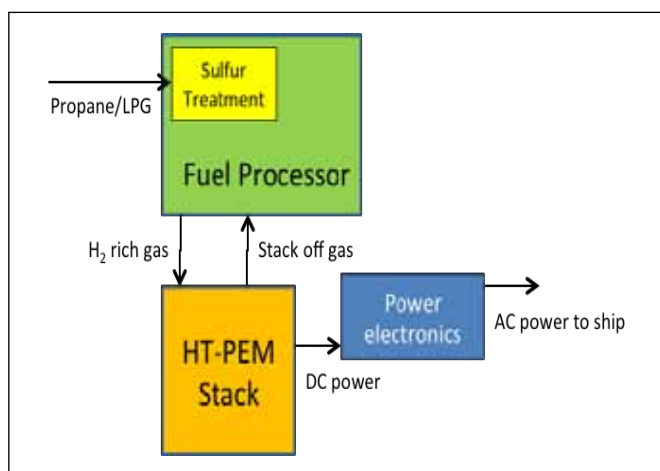 Sulfur
Treatment
Propane/LPG
Fuel Processor
H₂ rich gas
Stack off gas
HT-PEM
Stack
DC power
Power
electronics
AC power to ship